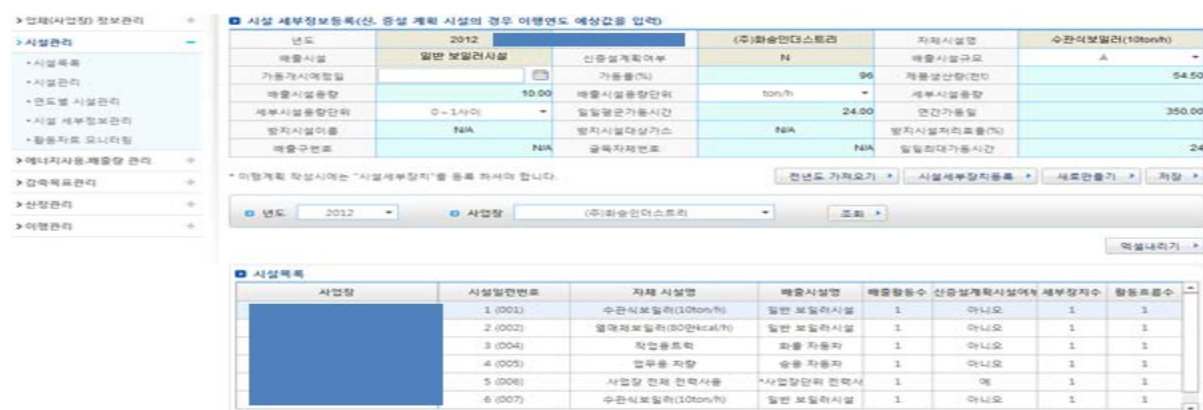 업체(사업장) 정보관리
시설관리
시설목록
시설관리
연도별 시설관리
시설 세부정보관리
활동자료 모니터링
에너지사용.배출량 관리
감축목표관리
신청관리
이행관리
시설 세부정보등록(신, 증설 계획 시설의 경우 이행연도 예상값을 입력)
년도 2012 (주)화승인더스트리 자체시설명 수관식보일러(10ton/h)
배출시설 일반 보일러시설 신증설계획여부 N 배출시설규모 A
가동개시예정일 가동률(%) 96 제품생산량(천t) 54.50
배출시설용량 10.00 배출시설용량단위 ton/h 세부시설용량
세부시설용량단위 0~1사이 일일평균가동시간 24.00 연간가동일 350.00
방지시설이름 N/A 방지시설대상가스 N/A 방지시설처리효율(%)
배출구번호 N/A 굴뚝자체번호 N/A 일일최대가동시간 24
* 이행계획 작성시에는 "시설세부장치"를 등록 하셔야 합니다.
전년도 가져오기 시설세부장치등록 새로만들기 저장
년도 2012 사업장 (주)화승인더스트리 조회
엑셀내리기
시설목록
사업장 시설일련번호 자체 시설명 배출시설명 배출활동수 신증설계획시설여부 세부장치수 활동흐름수
1 (001) 수관식보일러(10ton/h) 일반 보일러시설 1 아니오 1 1
2 (002) 열매체보일러(80만kcal/h) 일반 보일러시설 1 아니오 1 1
3 (004) 작업용트럭 화물 자동차 1 아니오 1 1
4 (005) 업무용 차량 승용 자동차 1 아니오 1 1
5 (006) 사업장 전체 전력사용 *사업장단위 전력사 1 예 1 1
6 (007) 수관식보일러(10ton/h) 일반 보일러시설 1 아니오 1 1